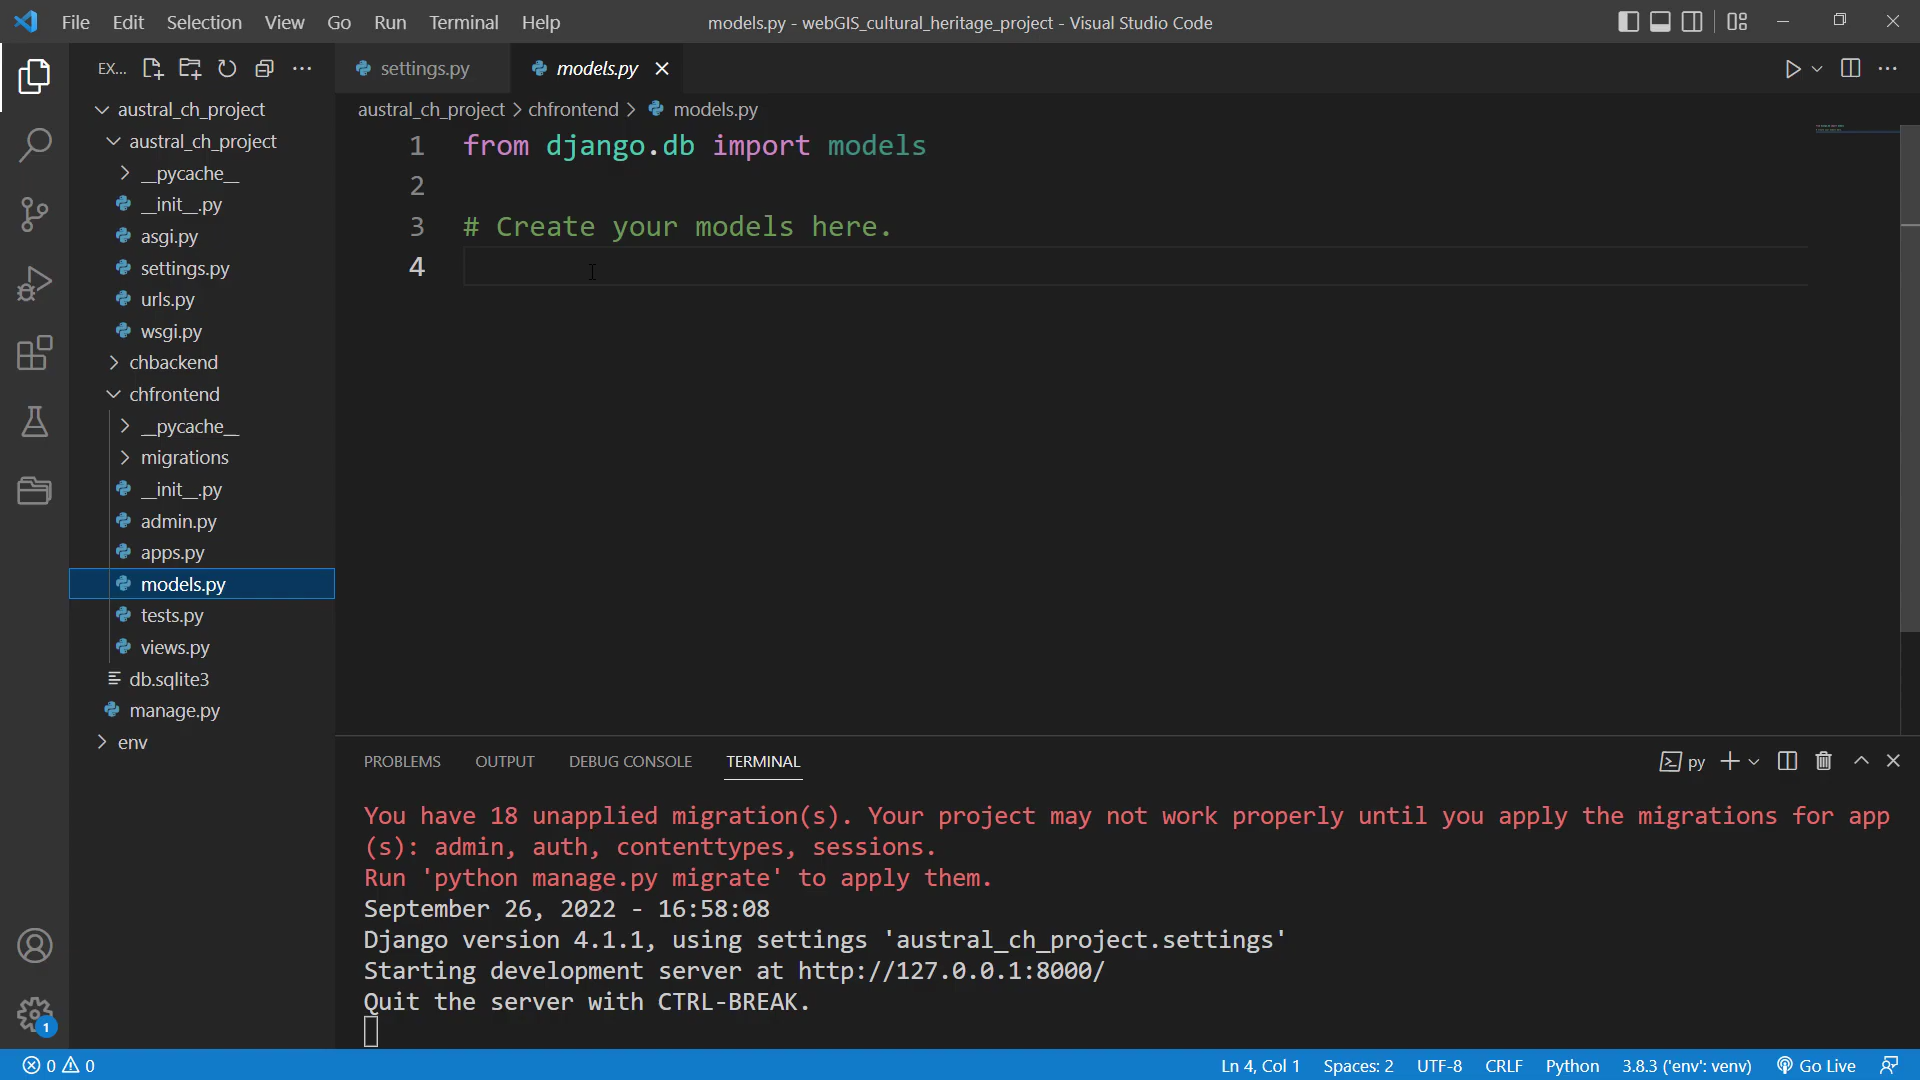 File Edit Selection View Go Run Terminal Help
models.py - webGIS_cultural_heritage_project - Visual Studio Code
EX...
settings.py
models.py
austral_ch_project
austral_ch_project
__pycache__
__init__.py
asgi.py
settings.py
urls.py
wsgi.py
chbackend
chfrontend
__pycache__
migrations
__init__.py
admin.py
apps.py
models.py
tests.py
views.py
db.sqlite3
manage.py
env
austral_ch_project > chfrontend > models.py
1 from django.db import models
2
3 # Create your models here.
4
PROBLEMS OUTPUT DEBUG CONSOLE TERMINAL
py
You have 18 unapplied migration(s). Your project may not work properly until you apply the migrations for app
(s): admin, auth, contenttypes, sessions.
Run 'python manage.py migrate' to apply them.
September 26, 2022 - 16:58:08
Django version 4.1.1, using settings 'austral_ch_project.settings'
Starting development server at http://127.0.0.1:8000/
Quit the server with CTRL-BREAK.
1
0 0
Ln 4, Col 1 Spaces: 2 UTF-8 CRLF Python 3.8.3 ('env': venv) Go Live